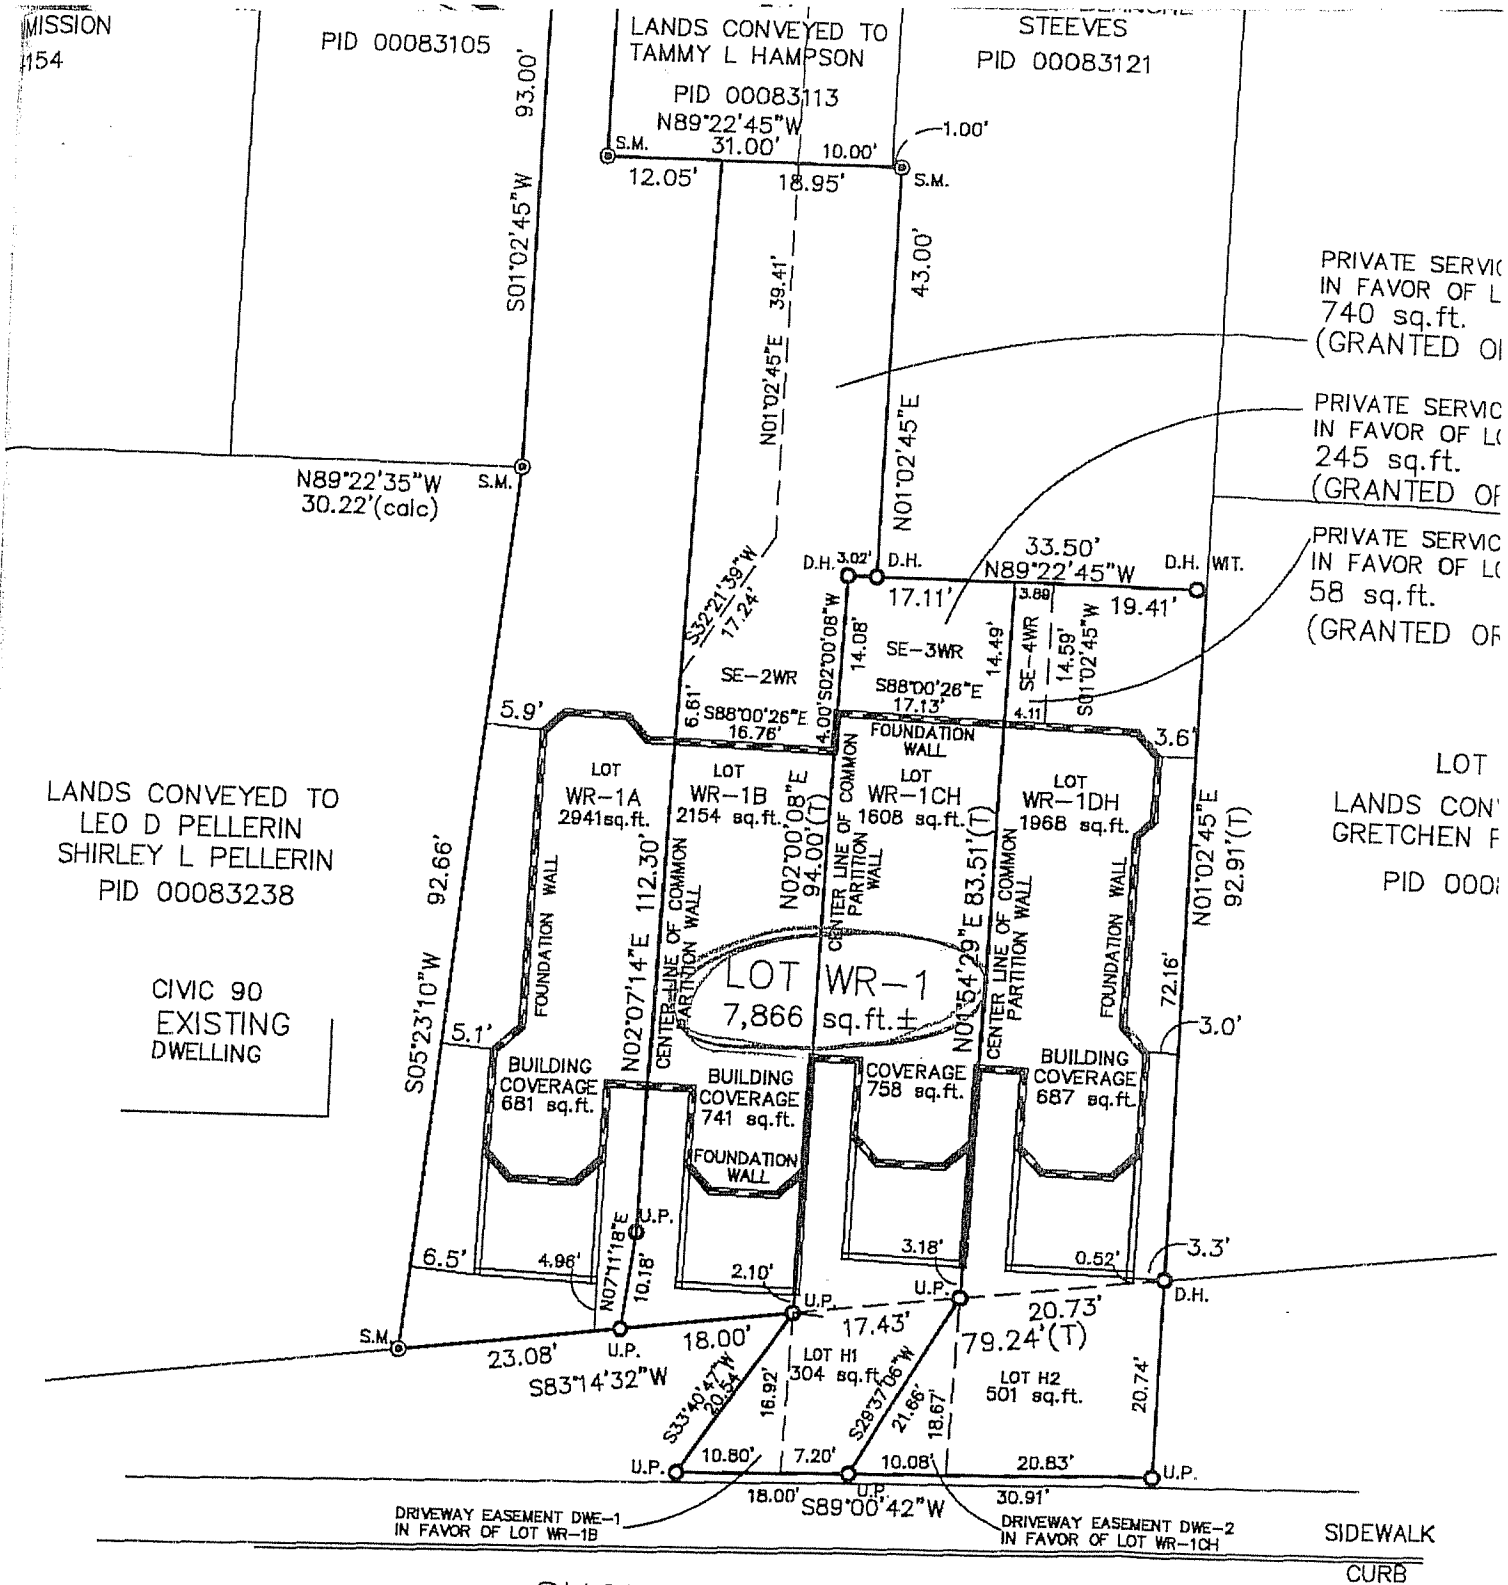 MISSION
154
PID 00083105
93.00'
S01°02'45"W
LANDS CONVEYED TO
TAMMY L HAMPSON
PID 00083113
N89°22'45"W
31.00'
10.00'
1.00'
S.M.
12.05'
18.95'
S.M.
STEEVES
PID 00083121
43.00'
N01°02'45"E
N01°02'45"E 39.41'
S32°21'39"W
17.24'
PRIVATE SERVIC
IN FAVOR OF L
740 sq.ft.
(GRANTED O
PRIVATE SERVIC
IN FAVOR OF LO
245 sq.ft.
(GRANTED OF
PRIVATE SERVIC
IN FAVOR OF LO
58 sq.ft.
(GRANTED OR
N89°22'35"W
30.22'(calc)
S.M.
D.H. 3.02' D.H.
33.50'
N89°22'45"W
D.H. WIT.
17.11'
3.89
19.41'
S02°00'08"W
14.08'
4.00'
SE-3WR
14.49'
SE-4WR
14.59'
S01°02'45"W
S88°00'26"E
17.13'
4.11
SE-2WR
6.61'
S88°00'26"E
16.76'
5.9'
FOUNDATION
WALL
3.6'
LOT
WR-1A
2941sq.ft.
LOT
WR-1B
2154 sq.ft.
LOT
WR-1CH
1608 sq.ft.
LOT
WR-1DH
1968 sq.ft.
LANDS CONVEYED TO
LEO D PELLERIN
SHIRLEY L PELLERIN
PID 00083238
LOT
LANDS CON
GRETCHEN
PID 000
92.66'
S05°23'10"W
FOUNDATION WALL
N02°07'14"E 112.30'
CENTER LINE OF COMMON
PARTITION WALL
N02°00'08"E
94.00'(T)
CENTER LINE OF COMMON
PARTITION
WALL
N01°54'29"E 83.51'(T)
CENTER LINE OF COMMON
PARTITION WALL
FOUNDATION WALL
N01°02'45"E
92.91'(T)
72.16'
LOT WR-1
7,866 sq.ft.±
CIVIC 90
EXISTING
DWELLING
5.1'
3.0'
BUILDING
COVERAGE
681 sq.ft.
BUILDING
COVERAGE
741 sq.ft.
COVERAGE
758 sq.ft.
BUILDING
COVERAGE
687 sq.ft.
FOUNDATION
WALL
U.P.
6.5'
4.96'
N07°11'18"E
10.18'
2.10'
3.18'
0.52'
3.3'
U.P.
U.P.
D.H.
S.M.
23.08'
U.P.
18.00'
S83°14'32"W
17.43'
20.73'
79.24'(T)
S33°40'47"W
20.54'
16.92'
LOT H1
304 sq.ft.
S29°37'06"W
21.66'
18.67'
LOT H2
501 sq.ft.
20.74'
U.P.
10.80'
7.20'
10.08'
20.83'
U.P.
18.00'
U.P.
S89°00'42"W
30.91'
DRIVEWAY EASEMENT DWE-1
IN FAVOR OF LOT WR-1B
DRIVEWAY EASEMENT DWE-2
IN FAVOR OF LOT WR-1CH
SIDEWALK
CURB